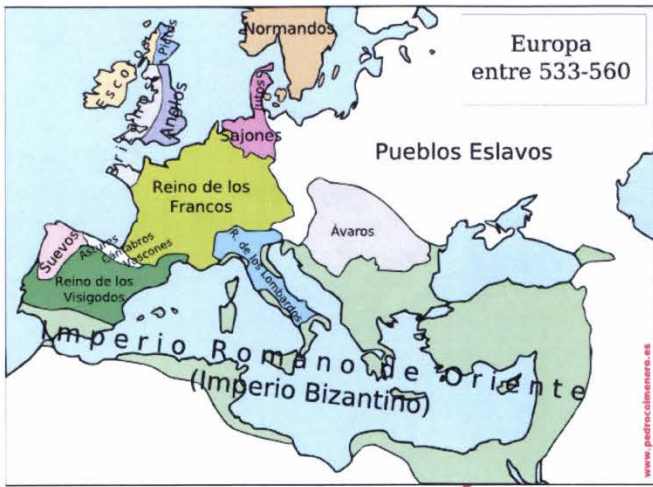 Normandos
Europa
entre 533-560
Pictos
Escotos
Jutos
Britanos
Anglos
Sajones
Pueblos Eslavos
Reino de los
Francos
Ávaros
Suevos
Astures
Cántabros
Vascones
R. de los Lombardos
Reino de los
Visigodos
Imperio Romano de Oriente
(Imperio Bizantino)
www.pedrocolmenero.es